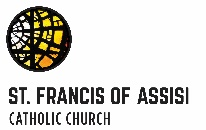 ST. FRANCIS OF ASSISI
CATHOLIC CHURCH